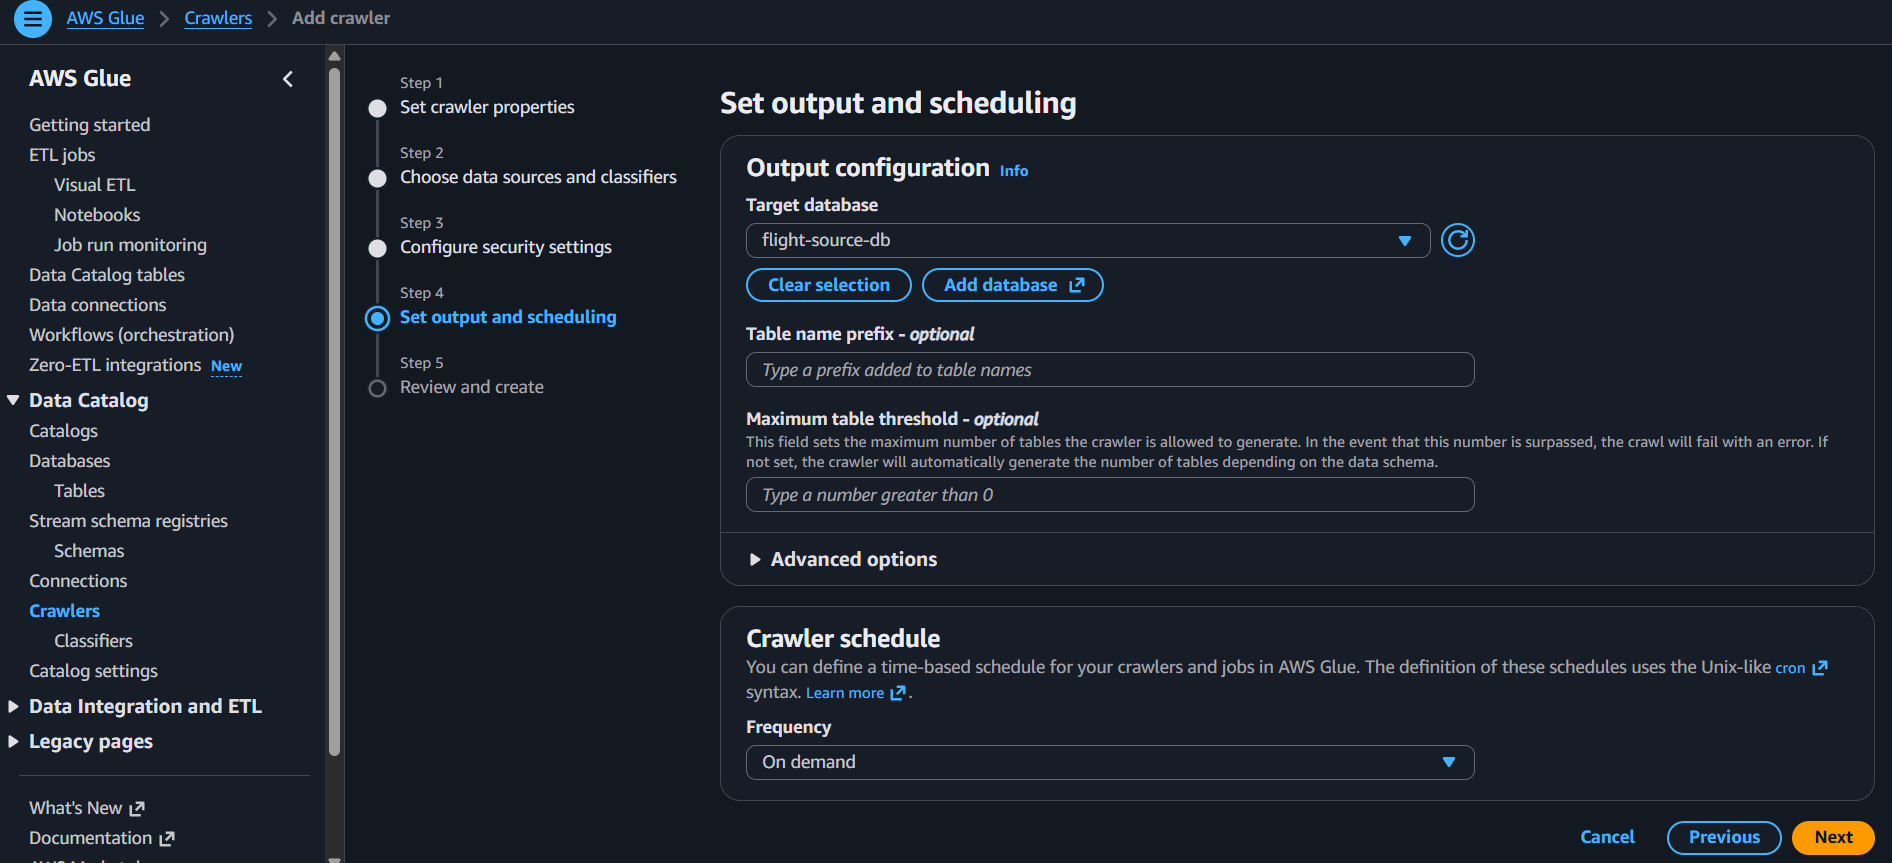 AWS Glue
Crawlers
Add crawler
AWS Glue
Getting started
ETL jobs
Visual ETL
Notebooks
Job run monitoring
Data Catalog tables
Data connections
Workflows (orchestration)
Zero-ETL integrations New
Data Catalog
Catalogs
Databases
Tables
Stream schema registries
Schemas
Connections
Crawlers
Classifiers
Catalog settings
Data Integration and ETL
Legacy pages
What's New
Documentation
Step 1
Set crawler properties
Step 2
Choose data sources and classifiers
Step 3
Configure security settings
Step 4
Set output and scheduling
Step 5
Review and create
Set output and scheduling
Output configuration Info
Target database
flight-source-db
Clear selection
Add database
Table name prefix - optional
Type a prefix added to table names
Maximum table threshold - optional
This field sets the maximum number of tables the crawler is allowed to generate. In the event that this number is surpassed, the crawl will fail with an error. If
not set, the crawler will automatically generate the number of tables depending on the data schema.
Type a number greater than 0
Advanced options
Crawler schedule
You can define a time-based schedule for your crawlers and jobs in AWS Glue. The definition of these schedules uses the Unix-like cron
syntax. Learn more .
Frequency
On demand
Cancel
Previous
Next